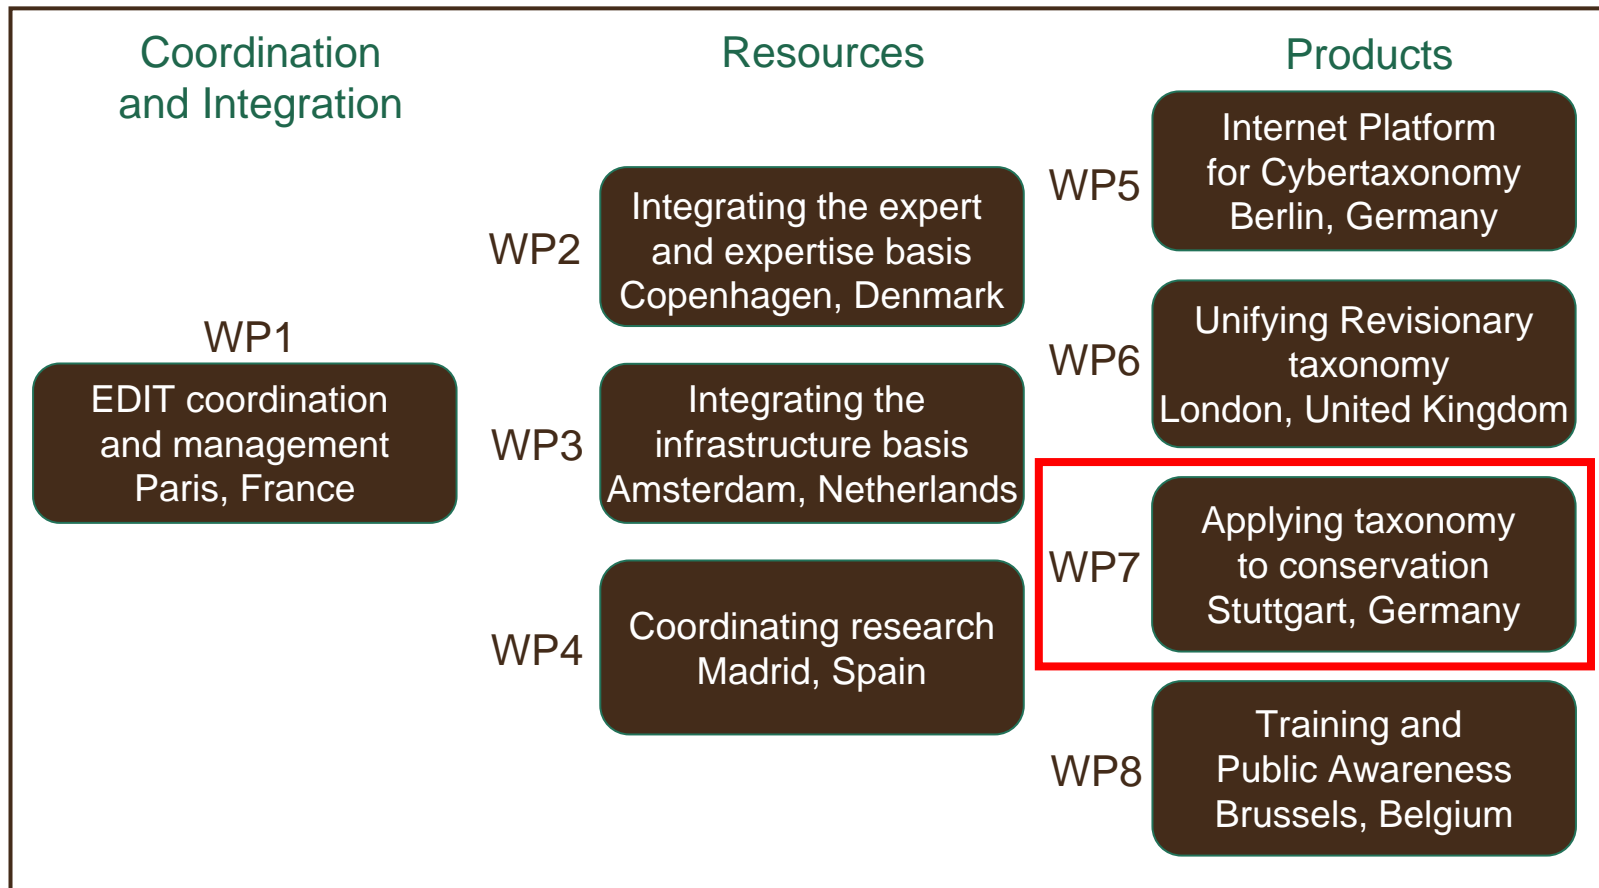 Coordination
and Integration
WP1
EDIT coordination
and management
Paris, France
Resources
WP2
Integrating the expert
and expertise basis
Copenhagen, Denmark
WP3
Integrating the
infrastructure basis
Amsterdam, Netherlands
WP4
Coordinating research
Madrid, Spain
Products
WP5
Internet Platform
for Cybertaxonomy
Berlin, Germany
WP6
Unifying Revisionary
taxonomy
London, United Kingdom
WP7
Applying taxonomy
to conservation
Stuttgart, Germany
WP8
Training and
Public Awareness
Brussels, Belgium